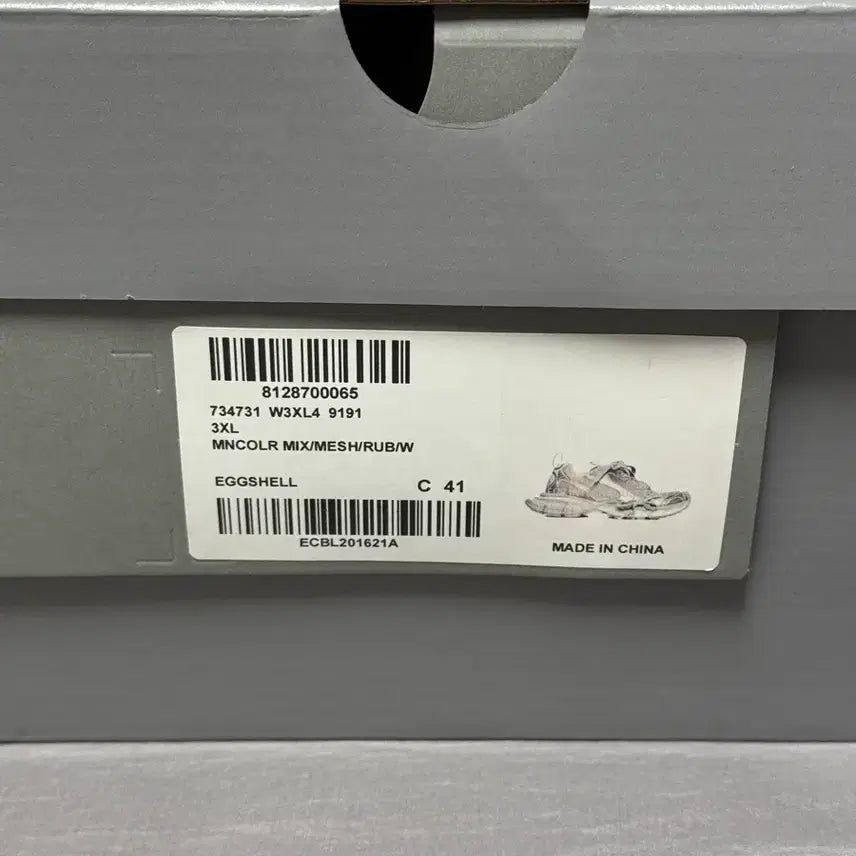 8128700065
734731 W3XL4 9191
3XL
MNCOLR MIX/MESH/RUB/W
EGGSHELL C 41
ECBL201621A
MADE IN CHINA